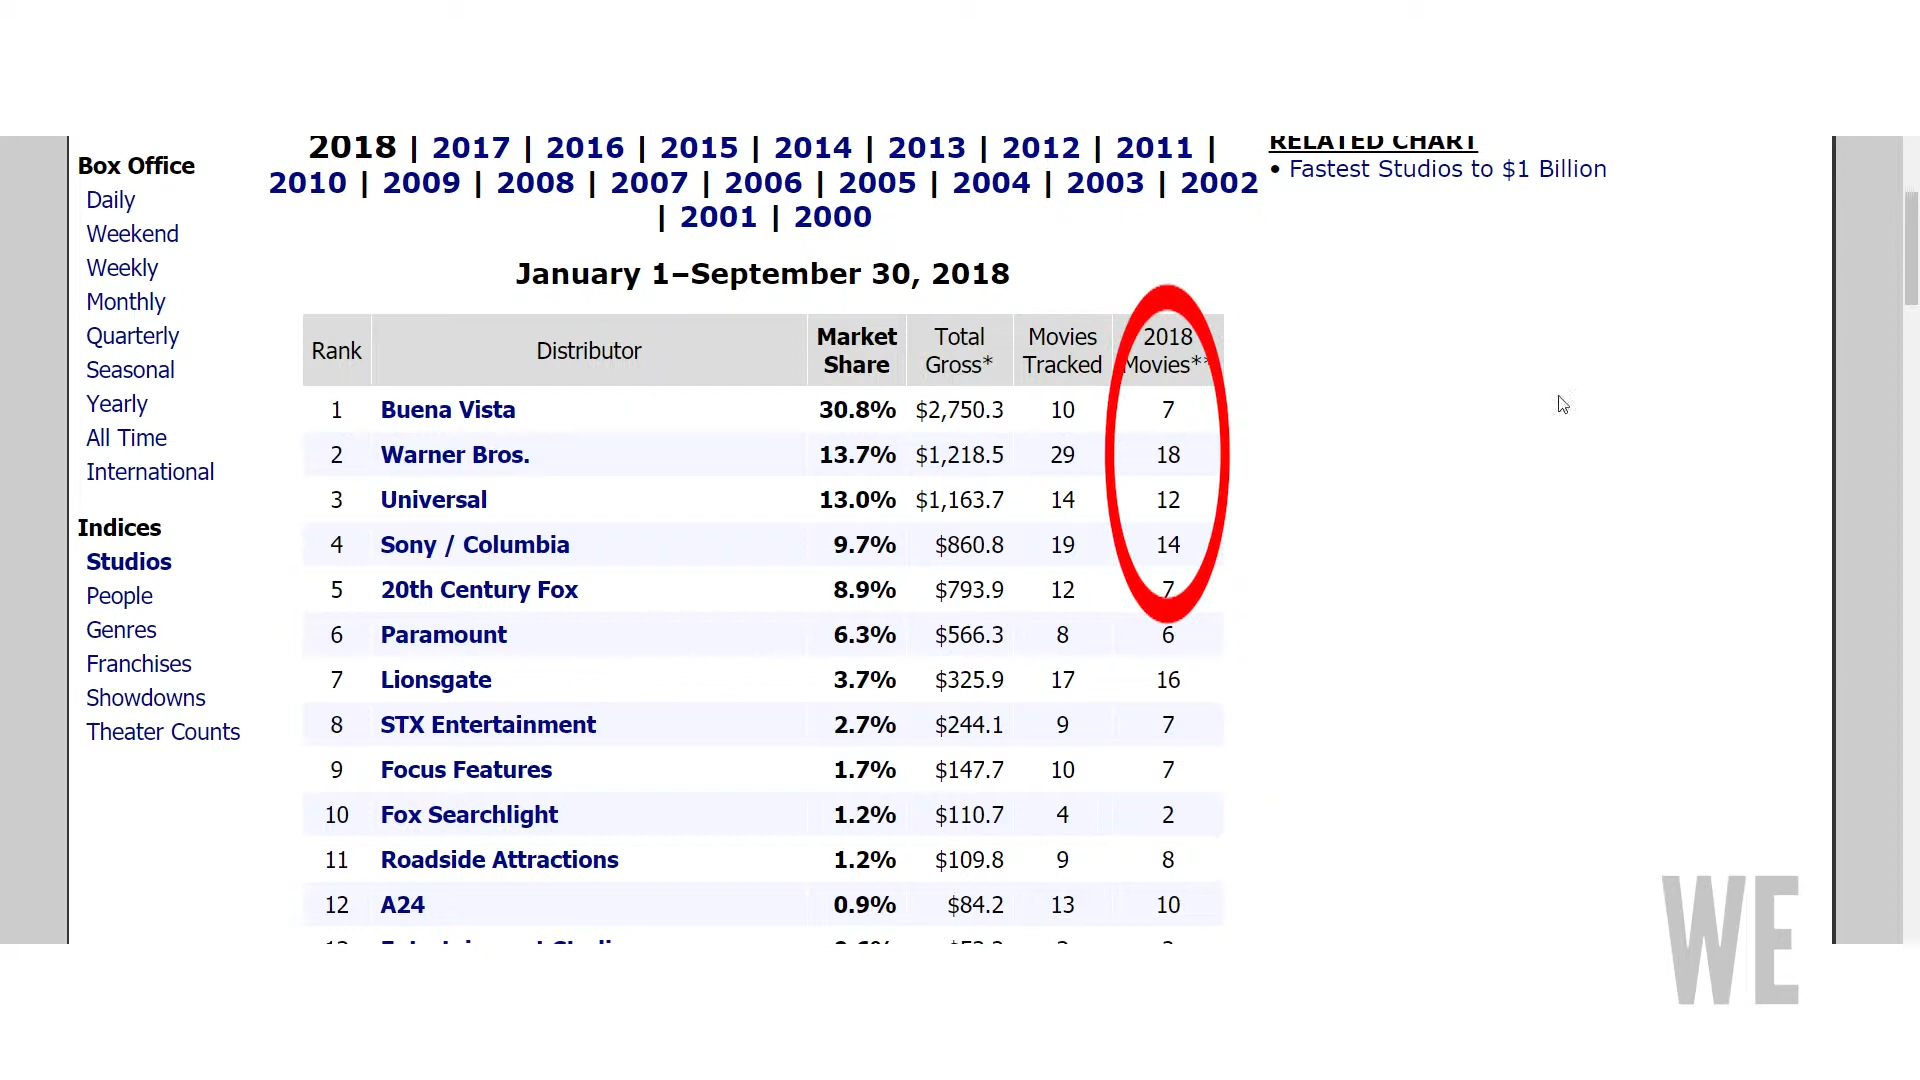 Box Office
Daily
Weekend
Weekly
Monthly
Quarterly
Seasonal
Yearly
All Time
International
Indices
Studios
People
Genres
Franchises
Showdowns
Theater Counts
2018 | 2017 | 2016 | 2015 | 2014 | 2013 | 2012 | 2011 |
2010 | 2009 | 2008 | 2007 | 2006 | 2005 | 2004 | 2003 | 2002
| 2001 | 2000
RELATED CHART
• Fastest Studios to $1 Billion
January 1–September 30, 2018
Rank Distributor Market Share Total Gross* Movies Tracked 2018 Movies**
1 Buena Vista 30.8% $2,750.3 10 7
2 Warner Bros. 13.7% $1,218.5 29 18
3 Universal 13.0% $1,163.7 14 12
4 Sony / Columbia 9.7% $860.8 19 14
5 20th Century Fox 8.9% $793.9 12 7
6 Paramount 6.3% $566.3 8 6
7 Lionsgate 3.7% $325.9 17 16
8 STX Entertainment 2.7% $244.1 9 7
9 Focus Features 1.7% $147.7 10 7
10 Fox Searchlight 1.2% $110.7 4 2
11 Roadside Attractions 1.2% $109.8 9 8
12 A24 0.9% $84.2 13 10
WE